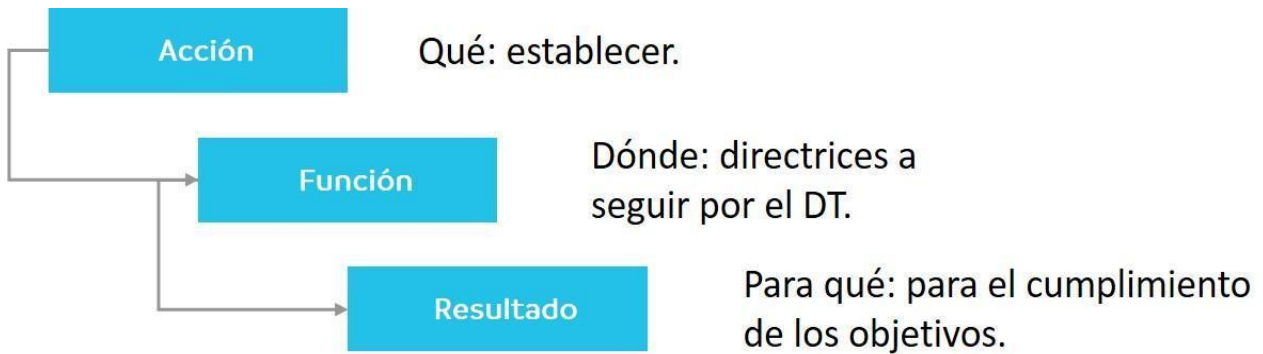 Acción
Qué: establecer.
Función
Dónde: directrices a
seguir por el DT.
Resultado
Para qué: para el cumplimiento
de los objetivos.